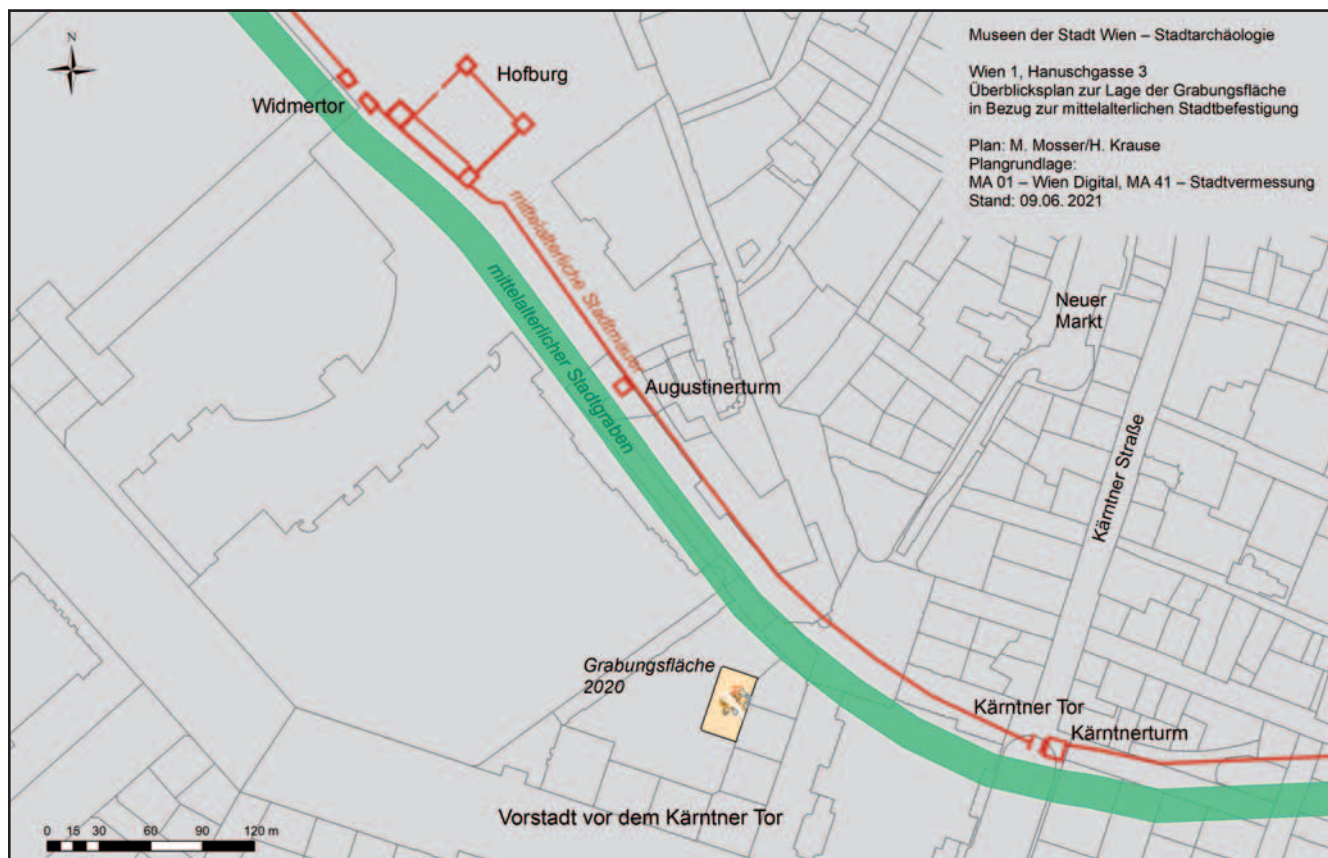 N
Hofburg
Widmertor
Museen der Stadt Wien – Stadtarchäologie
Wien 1, Hanuschgasse 3
Überblicksplan zur Lage der Grabungsfläche
in Bezug zur mittelalterlichen Stadtbefestigung
Plan: M. Mosser/H. Krause
Plangrundlage:
MA 01 – Wien Digital, MA 41 – Stadtvermessung
Stand: 09.06. 2021
mittelalterliche Stadtmauer
mittelalterlicher Stadtgraben
Augustinerturm
Neuer
Markt
Kärntner Straße
Grabungsfläche
2020
Kärntner Tor
Kärntnerturm
Vorstadt vor dem Kärntner Tor
0 15 30 60 90 120 m